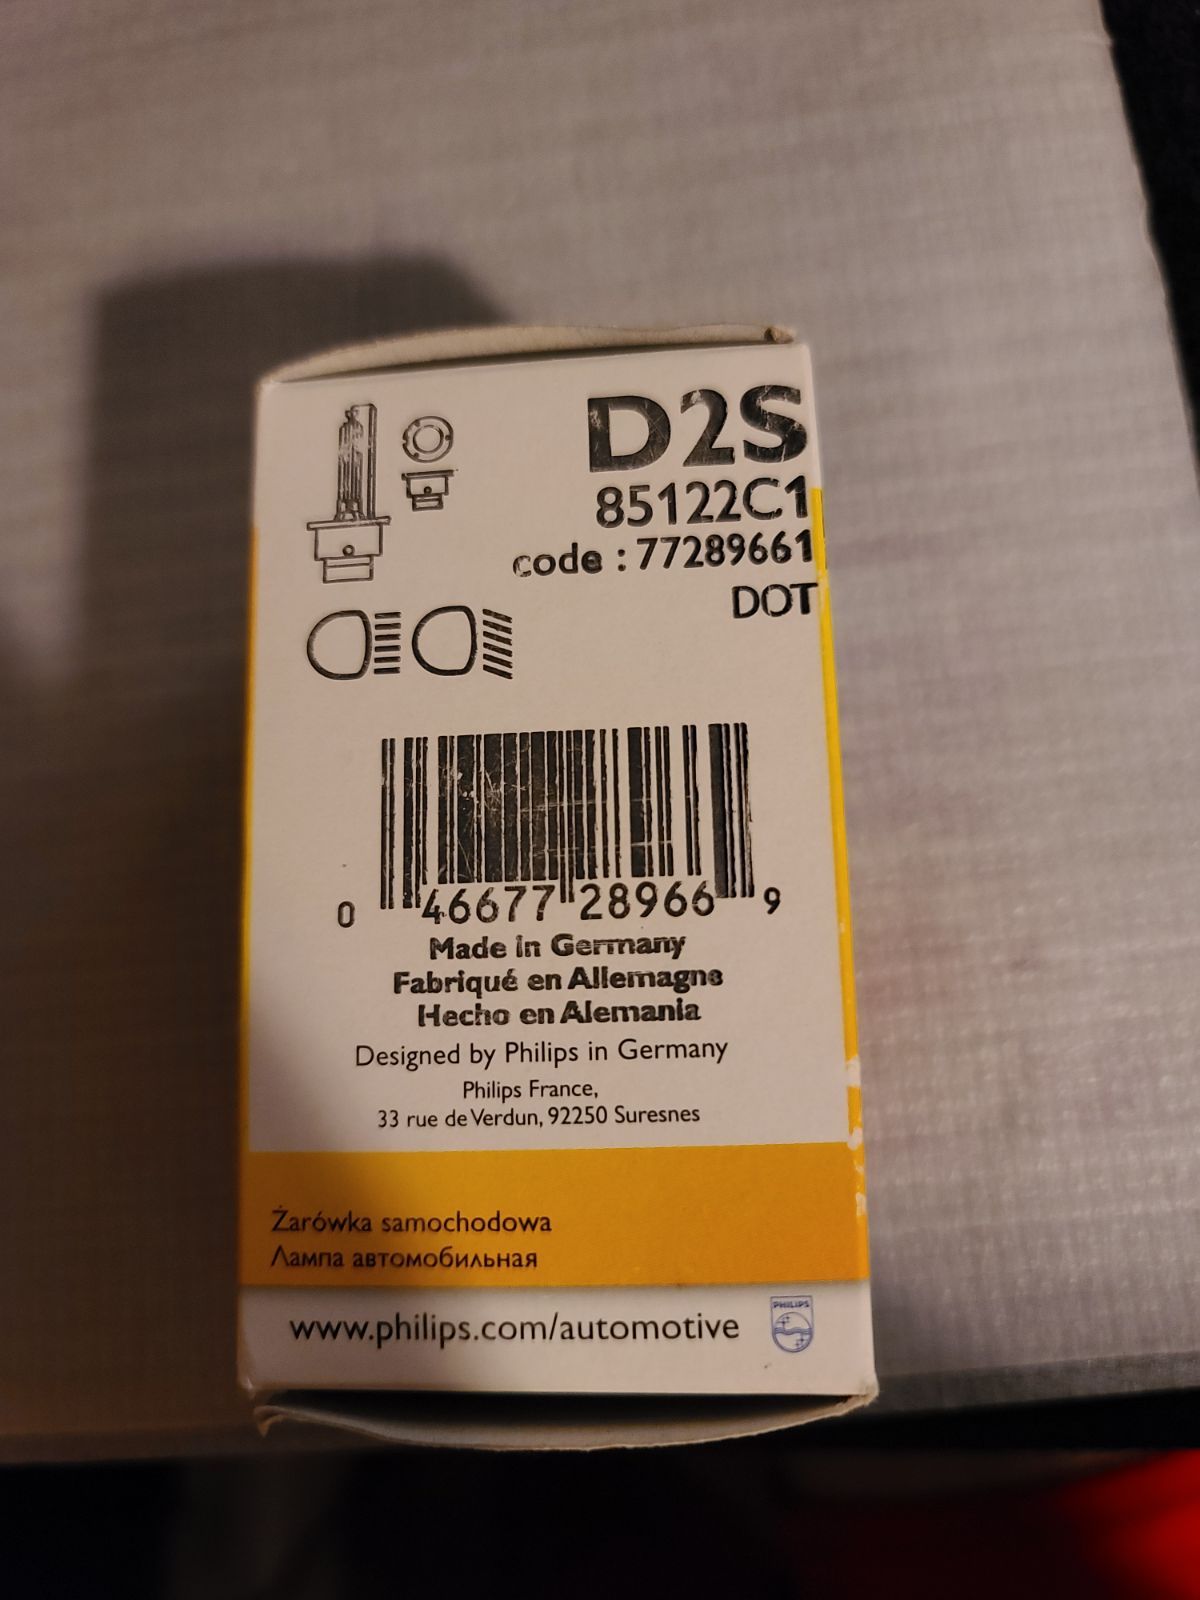 D2S
85122C1
code : 77289661
DOT
0 46677 28966 9
Made in Germany
Fabriqué en Allemagne
Hecho en Alemania
Designed by Philips in Germany
Philips France,
33 rue de Verdun, 92250 Suresnes
Żarówka samochodowa
Лампа автомобильная
www.philips.com/automotive
PHILIPS